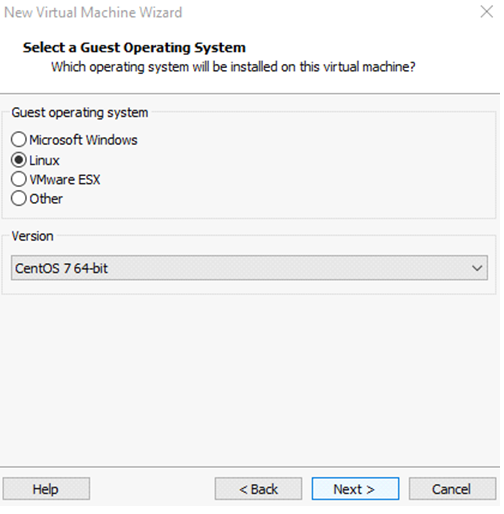 New Virtual Machine Wizard
Select a Guest Operating System
Which operating system will be installed on this virtual machine?
Guest operating system
Microsoft Windows
Linux
VMware ESX
Other
Version
CentOS 7 64-bit
Help
< Back
Next >
Cancel